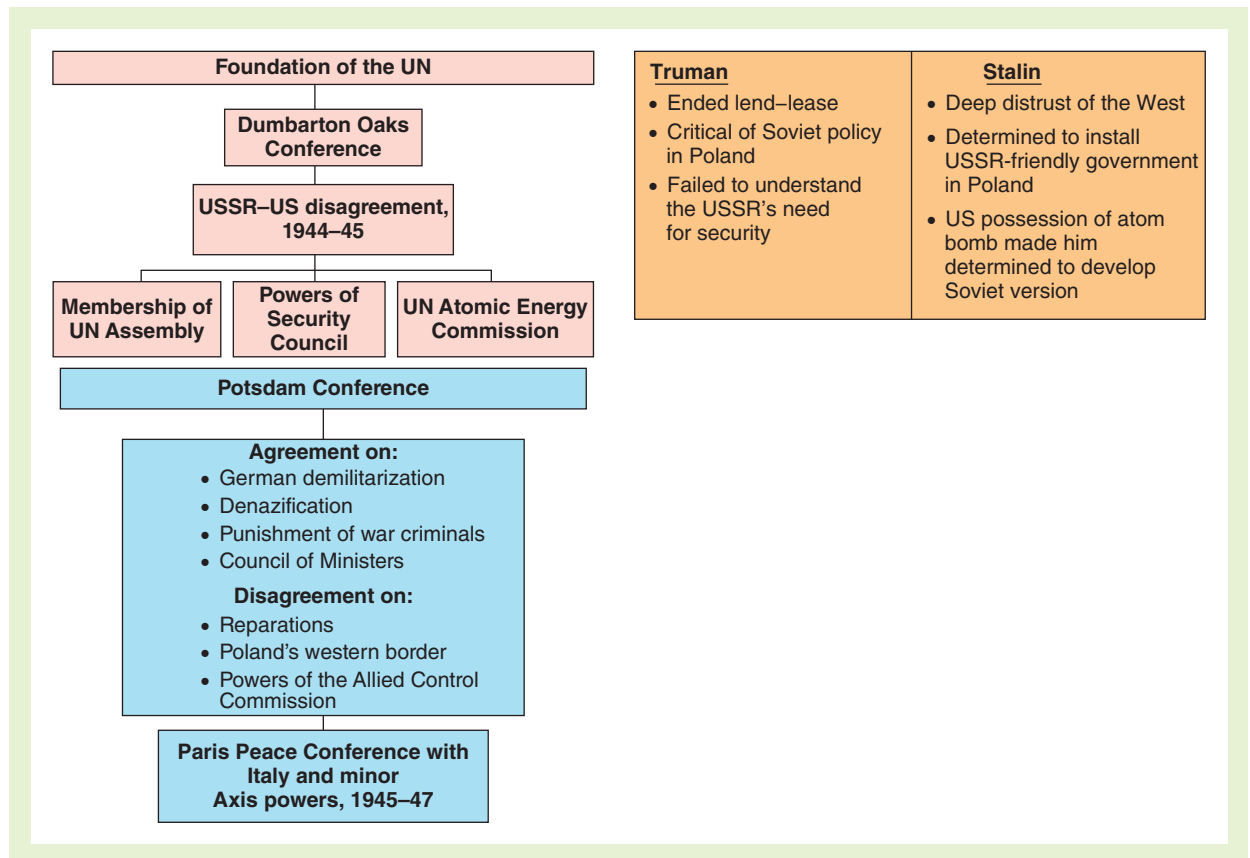 Foundation of the UN
Dumbarton Oaks
Conference
USSR–US disagreement,
1944–45
Membership of
UN Assembly
Powers of
Security
Council
UN Atomic Energy
Commission
Potsdam Conference
Agreement on:
• German demilitarization
• Denazification
• Punishment of war criminals
• Council of Ministers
Disagreement on:
• Reparations
• Poland's western border
• Powers of the Allied Control
Commission
Paris Peace Conference with
Italy and minor
Axis powers, 1945–47
Truman
• Ended lend–lease
• Critical of Soviet policy
in Poland
• Failed to understand
the USSR's need
for security
Stalin
• Deep distrust of the West
• Determined to install
USSR-friendly government
in Poland
• US possession of atom
bomb made him
determined to develop
Soviet version